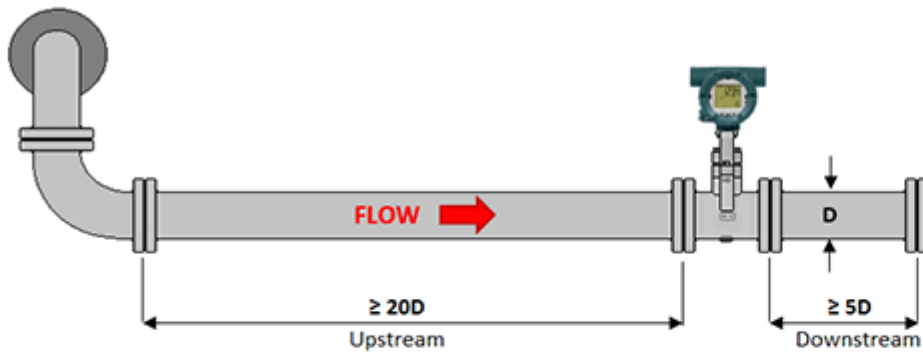 FLOW
D
≥ 20D
Upstream
≥ 5D
Downstream